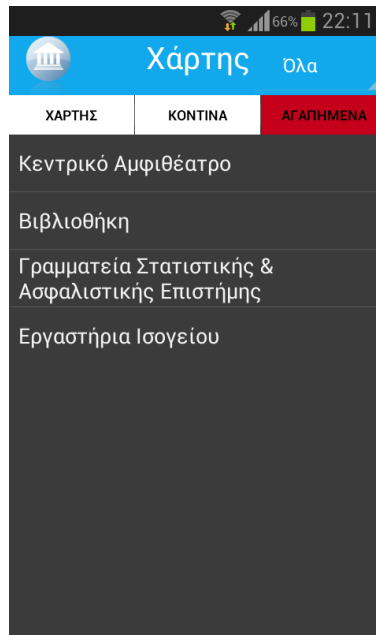 66% 22:11
Χάρτης Όλα
ΧΑΡΤΗΣ ΚΟΝΤΙΝΑ ΑΓΑΠΗΜΕΝΑ
Κεντρικό Αμφιθέατρο
Βιβλιοθήκη
Γραμματεία Στατιστικής &
Ασφαλιστικής Επιστήμης
Εργαστήρια Ισογείου